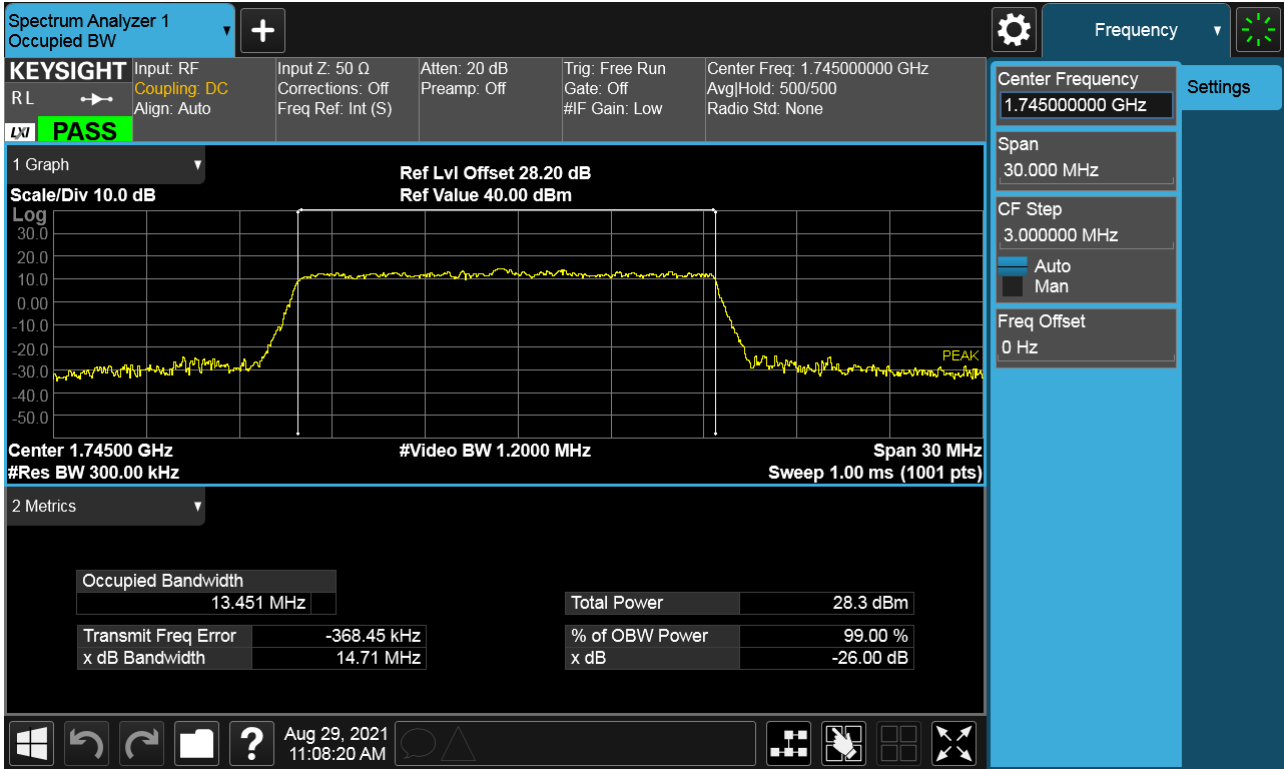 Spectrum Analyzer 1
Occupied BW
+
Frequency
KEYSIGHT
R L
LXI
PASS
Input: RF
Coupling: DC
Align: Auto
Input Z: 50 Ω
Corrections: Off
Freq Ref: Int (S)
Atten: 20 dB
Preamp: Off
Trig: Free Run
Gate: Off
#IF Gain: Low
Center Freq: 1.745000000 GHz
Avg|Hold: 500/500
Radio Std: None
Center Frequency
1.745000000 GHz
Settings
Span
30.000 MHz
CF Step
3.000000 MHz
Auto
Man
Freq Offset
0 Hz
1 Graph
Scale/Div 10.0 dB
Ref Lvl Offset 28.20 dB
Ref Value 40.00 dBm
Log
30.0
20.0
10.0
0.00
-10.0
-20.0
-30.0
-40.0
-50.0
PEAK
Center 1.74500 GHz
#Video BW 1.2000 MHz
Span 30 MHz
#Res BW 300.00 kHz
Sweep 1.00 ms (1001 pts)
2 Metrics
Occupied Bandwidth
13.451 MHz
Total Power 28.3 dBm
Transmit Freq Error -368.45 kHz
% of OBW Power 99.00 %
x dB Bandwidth 14.71 MHz
x dB -26.00 dB
?
Aug 29, 2021
11:08:20 AM